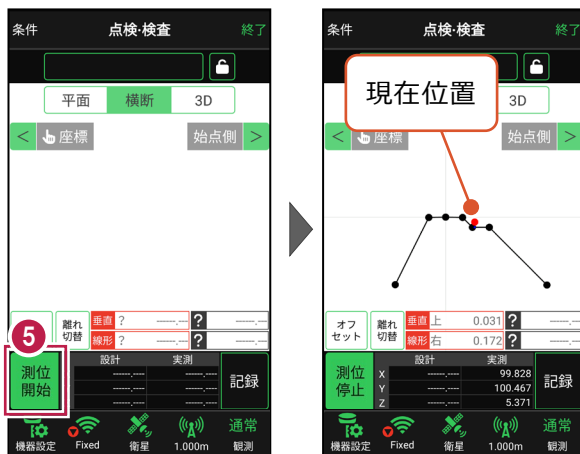 条件 点検・検査 終了
平面 横断 3D
< 座標 始点側 >
離れ切替 垂直 ? ------.--- ? ------.---
線形 ? ------.--- ? ------.---
5
設計 実測
測位開始 ------.--- ------.---
------.--- ------.---
------.--- ------.---
記録
機器設定 Fixed 衛星 1.000m 通常観測
条件 点検・検査 終了
現在位置
3D
< 座標 始点側 >
オフセット 離れ切替 垂直 上 0.031 ? ------.---
線形 右 0.172 ? ------.---
設計 実測
測位停止 X ------.--- 99.828
Y ------.--- 100.467
Z ------.--- 5.371
記録
機器設定 Fixed 衛星 1.000m 通常観測